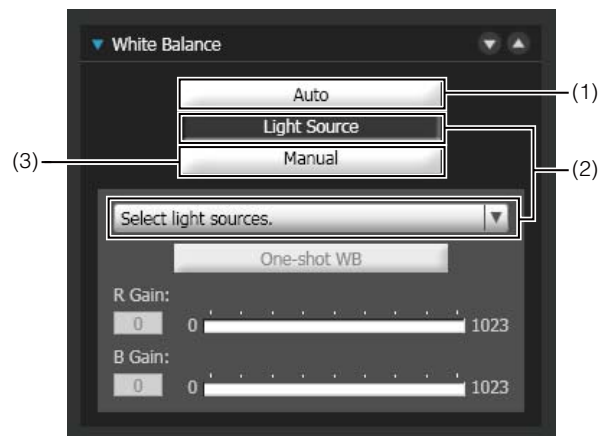 White Balance
Auto
(1)
Light Source
(3)
Manual
(2)
Select light sources.
One-shot WB
R Gain:
0 0 1023
B Gain:
0 0 1023